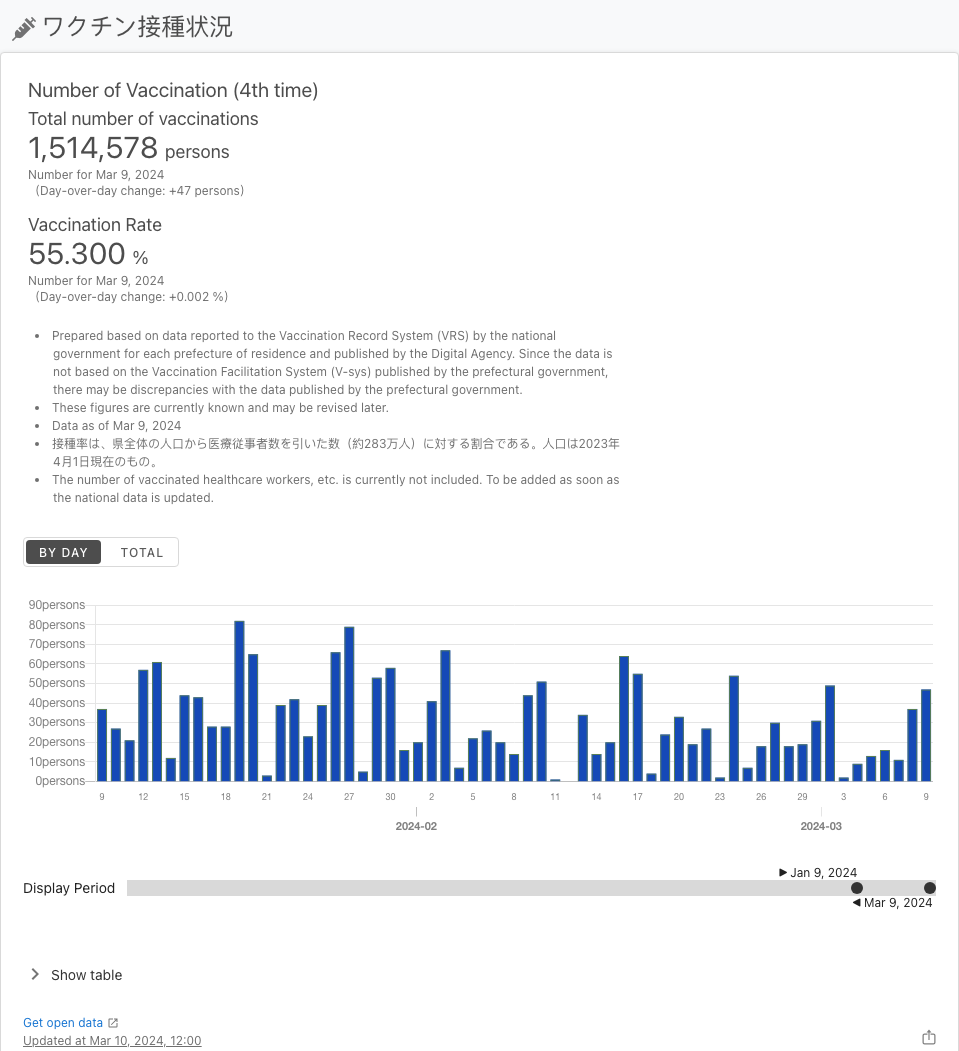 ワクチン接種状況
Number of Vaccination (4th time)
Total number of vaccinations
1,514,578 persons
Number for Mar 9, 2024
(Day-over-day change: +47 persons)
Vaccination Rate
55.300 %
Number for Mar 9, 2024
(Day-over-day change: +0.002 %)
• Prepared based on data reported to the Vaccination Record System (VRS) by the national
government for each prefecture of residence and published by the Digital Agency. Since the data is
not based on the Vaccination Facilitation System (V-sys) published by the prefectural government,
there may be discrepancies with the data published by the prefectural government.
• These figures are currently known and may be revised later.
• Data as of Mar 9, 2024
• 接種率は、県全体の人口から医療従事者数を引いた数（約283万人）に対する割合である。人口は2023年
4月1日現在のもの。
• The number of vaccinated healthcare workers, etc. is currently not included. To be added as soon as
the national data is updated.
BY DAY TOTAL
90persons
80persons
70persons
60persons
50persons
40persons
30persons
20persons
10persons
0persons
9 12 15 18 21 24 27 30 2 5 8 11 14 17 20 23 26 29 3 6 9
2024-02 2024-03
Jan 9, 2024
Display Period
Mar 9, 2024
Show table
Get open data
Updated at Mar 10, 2024, 12:00